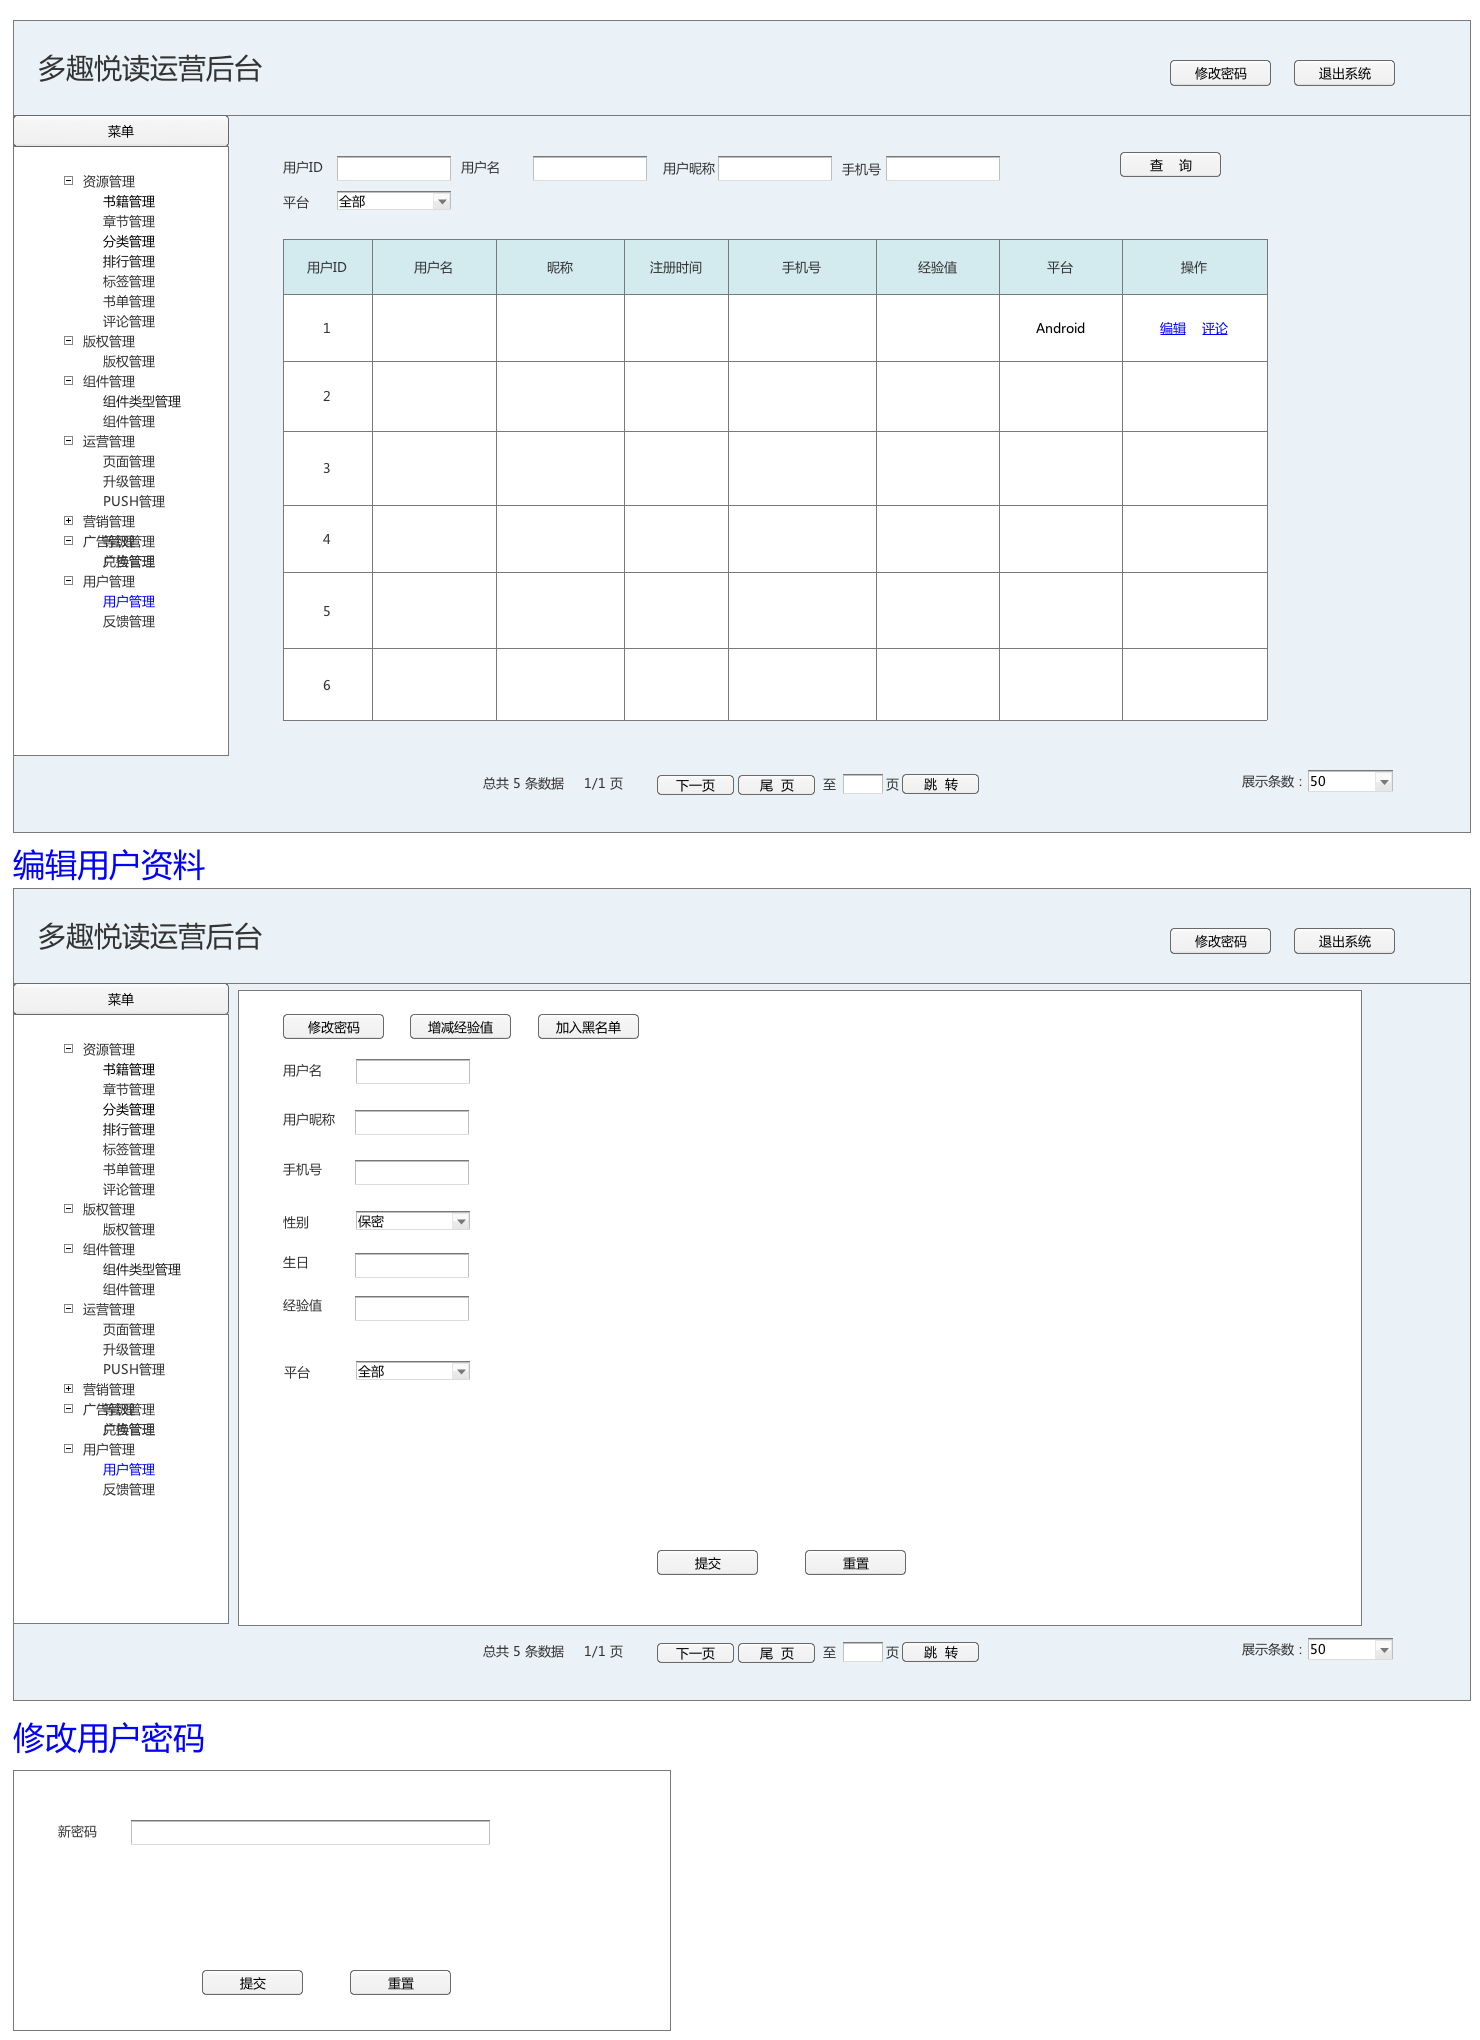 多趣悦读运营后台
修改密码 退出系统
菜单
用户ID 用户名 用户昵称 手机号 查 询
平台 全部
资源管理
书籍管理
章节管理
分类管理
排行管理
标签管理
书单管理
评论管理
版权管理
版权管理
组件管理
组件类型管理
组件管理
运营管理
页面管理
升级管理
PUSH管理
营销管理
广告管理
兑换管理
用户管理
用户管理
反馈管理
用户ID 用户名 昵称 注册时间 手机号 经验值 平台 操作
1 Android 编辑 评论
2
3
4
5
6
总共 5 条数据 1/1 页 下一页 尾 页 至 页 跳 转 展示条数: 50
编辑用户资料
多趣悦读运营后台
修改密码 退出系统
菜单
资源管理
书籍管理
章节管理
分类管理
排行管理
标签管理
书单管理
评论管理
版权管理
版权管理
组件管理
组件类型管理
组件管理
运营管理
页面管理
升级管理
PUSH管理
营销管理
广告管理
兑换管理
用户管理
用户管理
反馈管理
修改密码 增减经验值 加入黑名单
用户名
用户昵称
手机号
性别 保密
生日
经验值
平台 全部
提交 重置
总共 5 条数据 1/1 页 下一页 尾 页 至 页 跳 转 展示条数: 50
修改用户密码
新密码
提交 重置